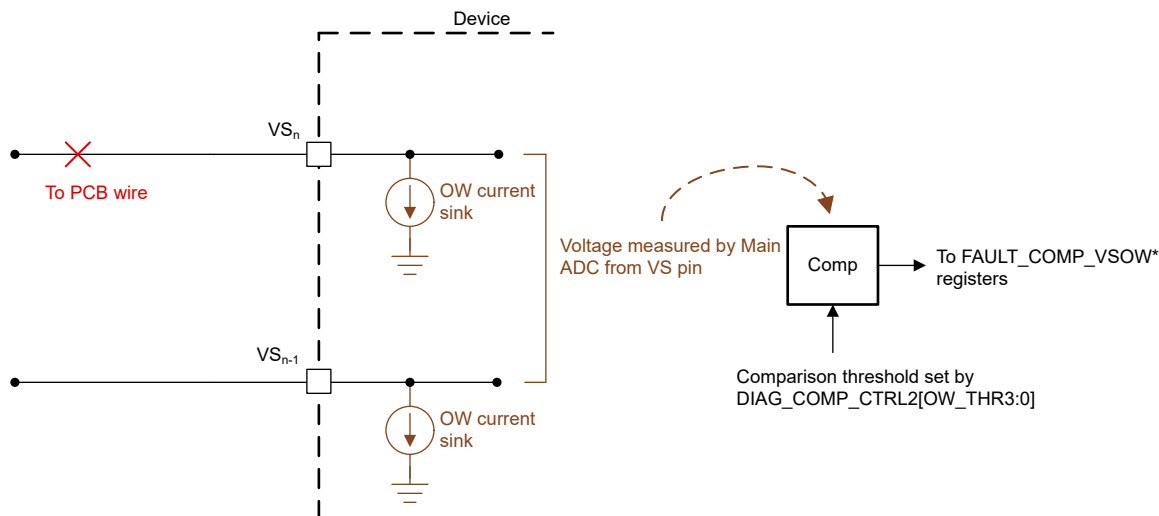 Device
VSn
To PCB wire
OW current
sink
Voltage measured by Main
ADC from VS pin
Comp
To FAULT_COMP_VSOW*
registers
VSn-1
Comparison threshold set by
DIAG_COMP_CTRL2[OW_THR3:0]
OW current
sink